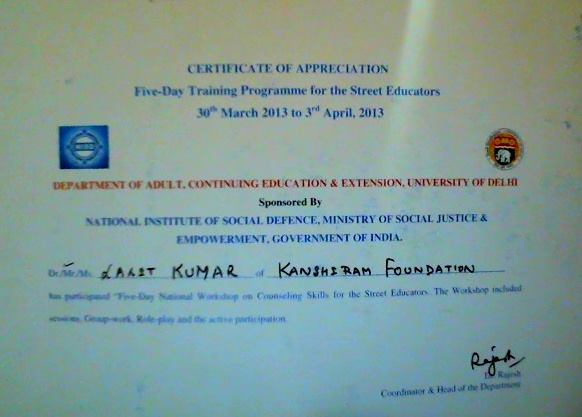 CERTIFICATE OF APPRECIATION
Five-Day Training Programme for the Street Educators
30th March 2013 to 3rd April, 2013
DEPARTMENT OF ADULT, CONTINUING EDUCATION & EXTENSION, UNIVERSITY OF DELHI
Sponsored By
NATIONAL INSTITUTE OF SOCIAL DEFENCE, MINISTRY OF SOCIAL JUSTICE &
EMPOWERMENT, GOVERNMENT OF INDIA.
Dr./Mr./Ms. LALIT KUMAR of KANSHIRAM FOUNDATION
has participated "Five-Day National Workshop on Counseling Skills for the Street Educators. The Workshop included
sessions, Group-work, Role-play and the active participation.
Rajesh
Dr. Rajesh
Coordinator & Head of the Department